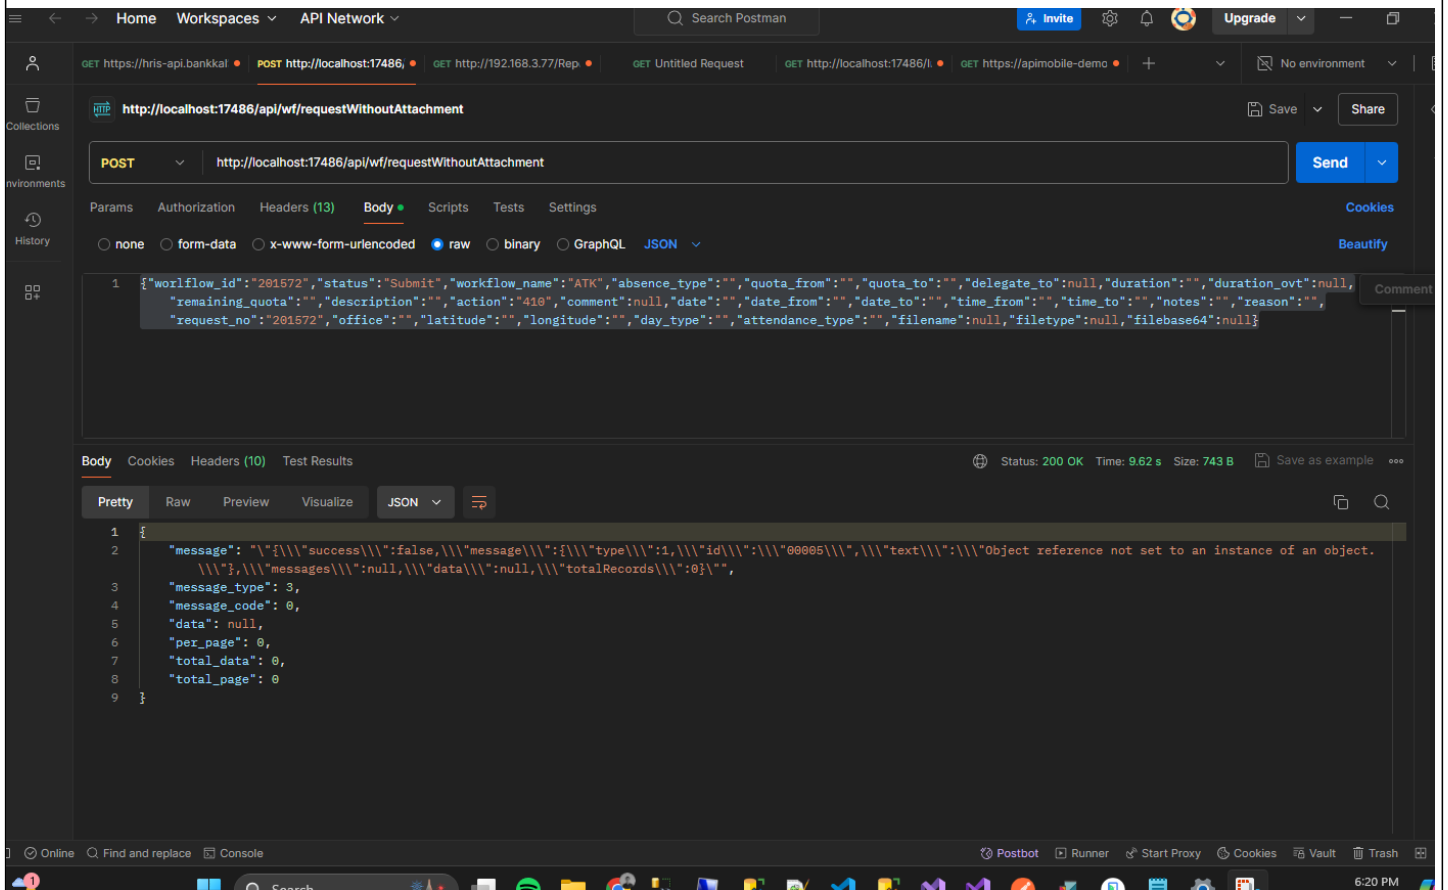 Home Workspaces API Network Search Postman Invite Upgrade
GET https://hris-api.bankkal POST http://localhost:17486/ GET http://192.168.3.77/Rep GET Untitled Request GET http://localhost:17486/l GET https://apimobile-demo No environment
HTTP http://localhost:17486/api/wf/requestWithoutAttachment Save Share
Collections
POST http://localhost:17486/api/wf/requestWithoutAttachment Send
nvironments
Params Authorization Headers (13) Body Scripts Tests Settings Cookies
History
none form-data x-www-form-urlencoded raw binary GraphQL JSON Beautify
1 {"worlflow_id":"201572","status":"Submit","workflow_name":"ATK","absence_type":"","quota_from":"","quota_to":"","delegate_to":null,"duration":"","duration_ovt":null,
"remaining_quota":"","description":"","action":"410","comment":null,"date":"","date_from":"","date_to":"","time_from":"","time_to":"","notes":"","reason":"",
"request_no":"201572","office":"","latitude":"","longitude":"","day_type":"","attendance_type":"","filename":null,"filetype":null,"filebase64":null}
Comment
Body Cookies Headers (10) Test Results Status: 200 OK Time: 9.62 s Size: 743 B Save as example
Pretty Raw Preview Visualize JSON
1 {
2 "message": "\"{\\\"success\\\":false,\\\"message\\\":{\\\"type\\\":1,\\\"id\\\":\\\"00005\\\",\\\"text\\\":\\\"Object reference not set to an instance of an object.
\\\"},\\\"messages\\\":null,\\\"data\\\":null,\\\"totalRecords\\\":0}\"",
3 "message_type": 3,
4 "message_code": 0,
5 "data": null,
6 "per_page": 0,
7 "total_data": 0,
8 "total_page": 0
9 }
Online Find and replace Console Postbot Runner Start Proxy Cookies Vault Trash
1 Search 6:20 PM